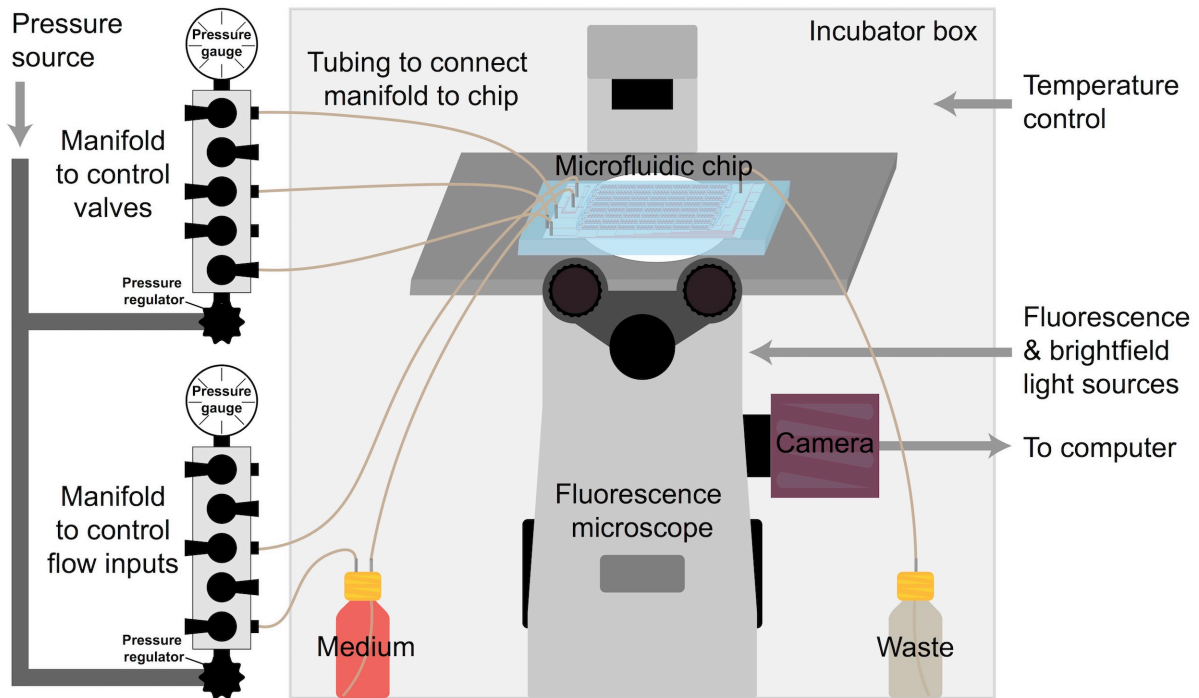 Pressure
source
Pressure
gauge
Manifold
to control
valves
Pressure
regulator
Pressure
gauge
Manifold
to control
flow inputs
Pressure
regulator
Tubing to connect
manifold to chip
Incubator box
Microfluidic chip
Temperature
control
Fluorescence
& brightfield
light sources
Camera
To computer
Fluorescence
microscope
Medium
Waste